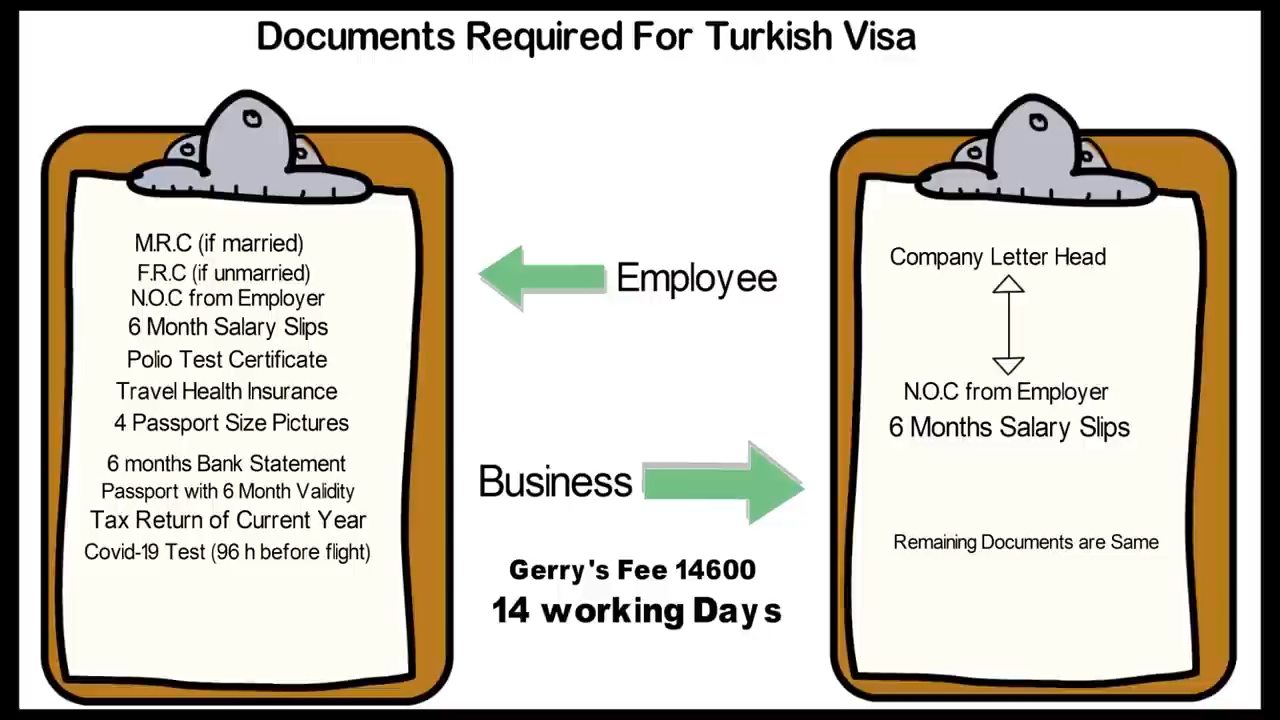 Documents Required For Turkish Visa
M.R.C (if married)
F.R.C (if unmarried)
N.O.C from Employer
6 Month Salary Slips
Polio Test Certificate
Travel Health Insurance
4 Passport Size Pictures
6 months Bank Statement
Passport with 6 Month Validity
Tax Return of Current Year
Covid-19 Test (96 h before flight)
Employee
Business
Gerry's Fee 14600
14 working Days
Company Letter Head
N.O.C from Employer
6 Months Salary Slips
Remaining Documents are Same